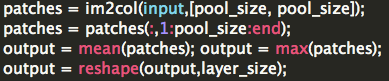 patches = im2col(input,[pool_size, pool_size]);
patches = patches(:,1:pool_size:end);
output = mean(patches); output = max(patches);
output = reshape(output,layer_size);